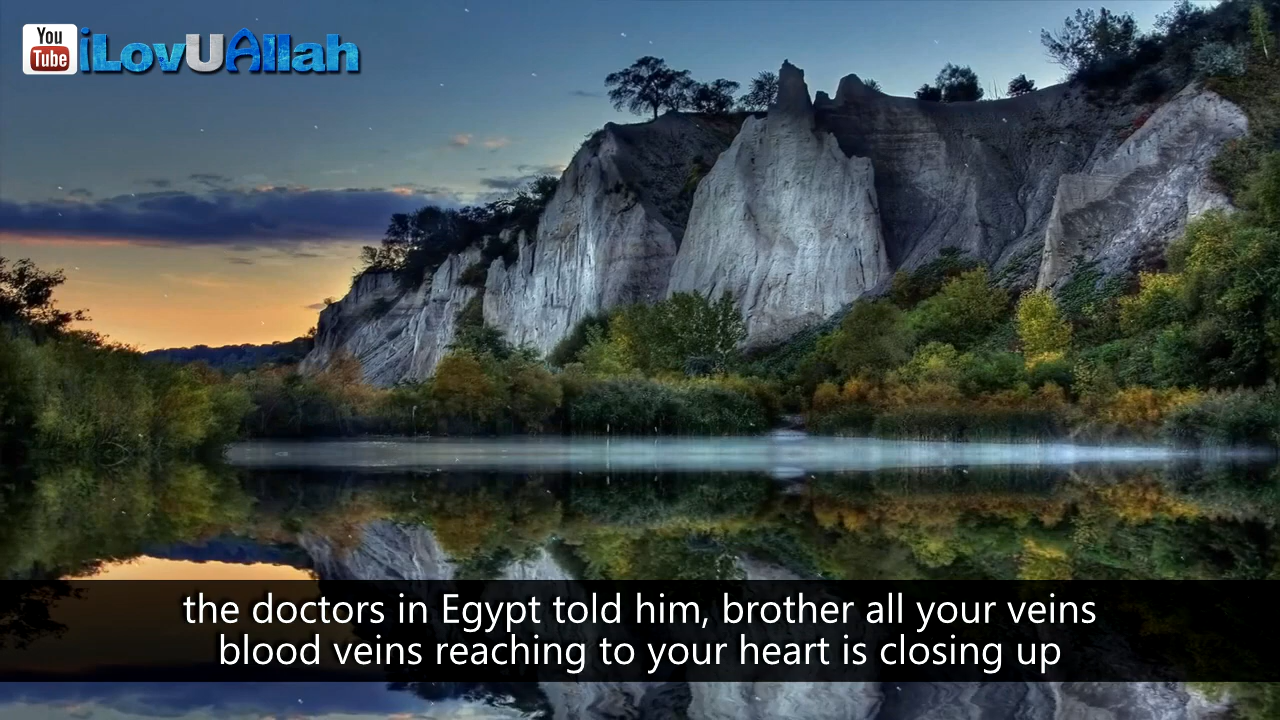 You
Tube
iLovUAllah
the doctors in Egypt told him, brother all your veins
blood veins reaching to your heart is closing up